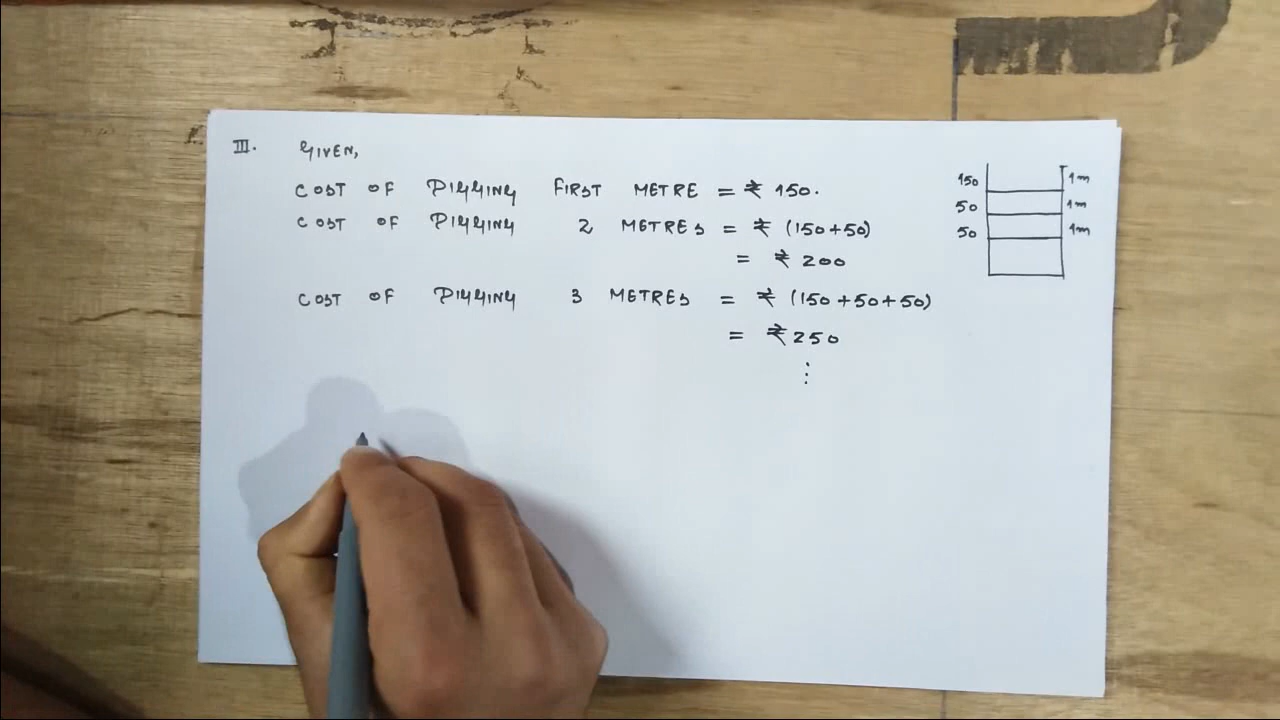 III. GIVEN,
COST OF DIGGING FIRST METRE = ₹ 150.
COST OF DIGGING 2 METRES = ₹ (150+50)
= ₹ 200
COST OF DIGGING 3 METRES = ₹ (150+50+50)
= ₹ 250
⋮
150 1m
50 1m
50 1m